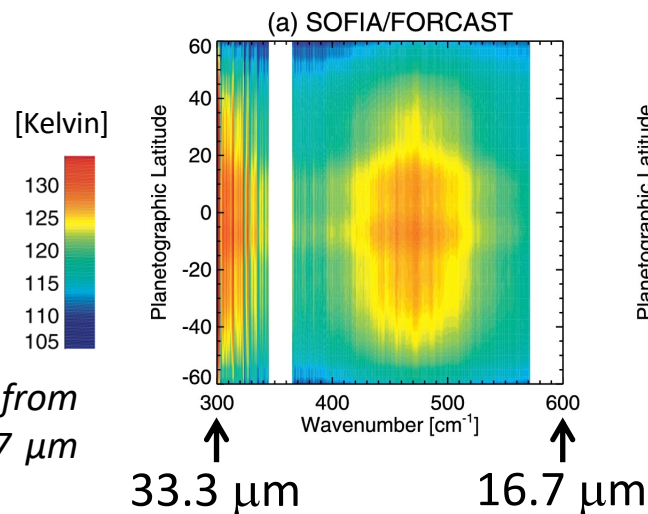 (a) SOFIA/FORCAST
[Kelvin]
130
125
120
115
110
105
Planetographic Latitude
60
40
20
0
-20
-40
-60
300
400
500
600
Wavenumber [cm⁻¹]
from
7 μm
33.3 μm
16.7 μm